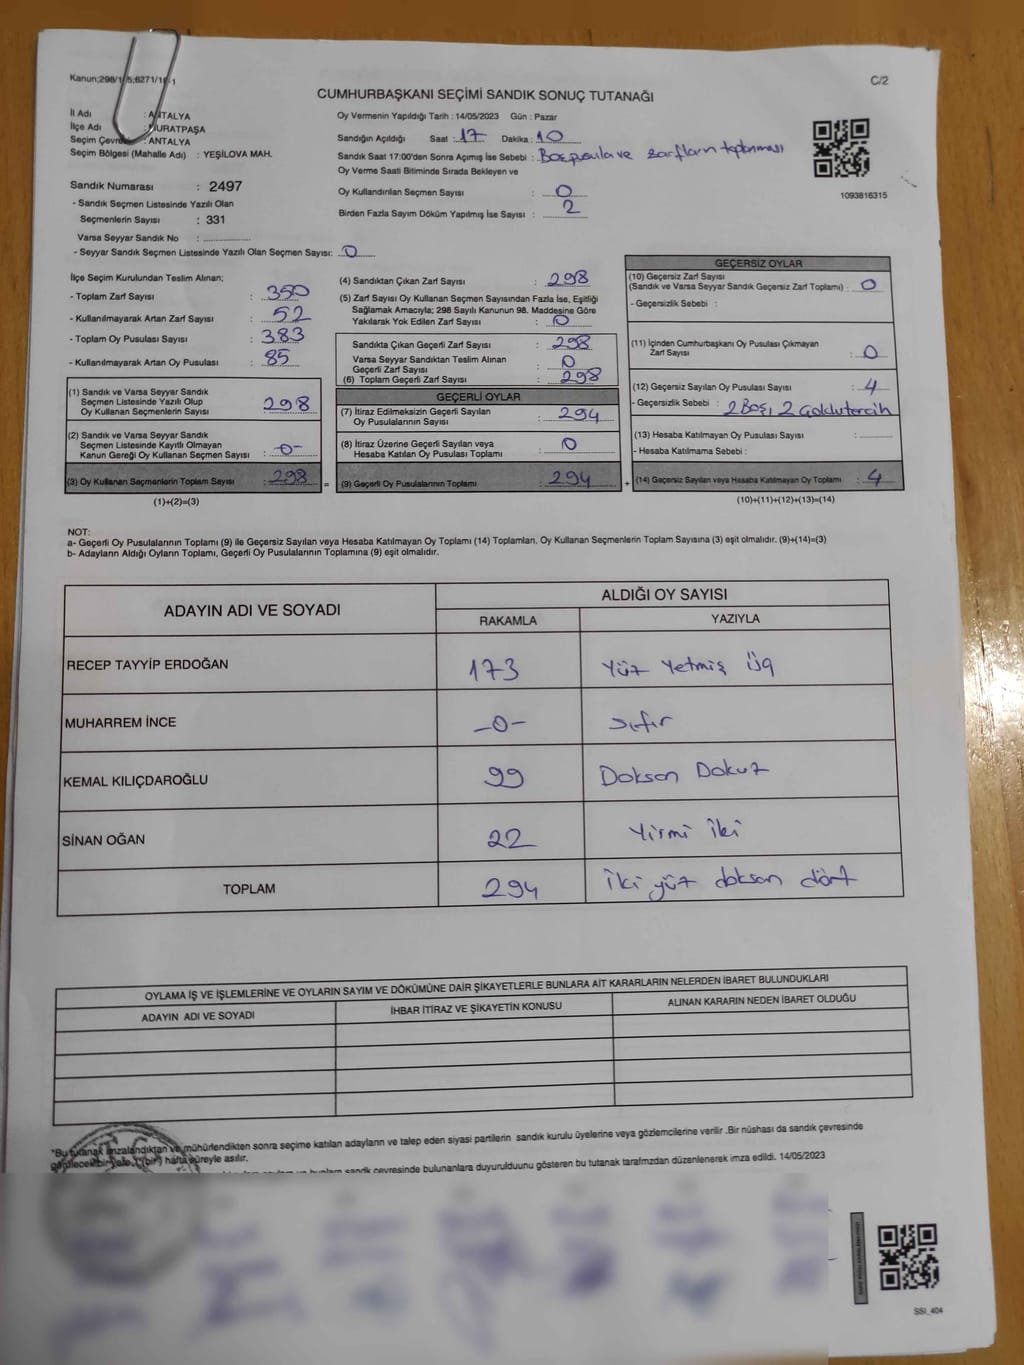 Kanun;298/1 5;6271/1 -1
C/2
CUMHURBAŞKANI SEÇİMİ SANDIK SONUÇ TUTANAĞI
İl Adı : ANTALYA
İlçe Adı : MURATPAŞA
Seçim Çevresi : ANTALYA
Seçim Bölgesi (Mahalle Adı) : YEŞİLOVA MAH.
Oy Vermenin Yapıldığı Tarih : 14/05/2023 Gün : Pazar
Sandığın Açıldığı Saat : 17 Dakika : 10
Sandık Saat 17:00'den Sonra Açımış İse Sebebi : Boş pusula ve zarfların toplanması
Oy Verme Saati Bitiminde Sırada Bekleyen ve
Oy Kullandırılan Seçmen Sayısı : 0
Birden Fazla Sayım Döküm Yapılmış İse Sayısı : 2
1093816315
Sandık Numarası : 2497
- Sandık Seçmen Listesinde Yazılı Olan
Seçmenlerin Sayısı : 331
Varsa Seyyar Sandık No :
- Seyyar Sandık Seçmen Listesinde Yazılı Olan Seçmen Sayısı: 0
İlçe Seçim Kurulundan Teslim Alınan;
- Toplam Zarf Sayısı : 350
- Kullanılmayarak Artan Zarf Sayısı : 52
- Toplam Oy Pusulası Sayısı : 383
- Kullanılmayarak Artan Oy Pusulası : 85
(1) Sandık ve Varsa Seyyar Sandık
Seçmen Listesinde Yazılı Olup
Oy Kullanan Seçmenlerin Sayısı : 298
(2) Sandık ve Varsa Seyyar Sandık
Seçmen Listesinde Kayıtlı Olmayan
Kanun Gereği Oy Kullanan Seçmen Sayısı : -0-
(3) Oy Kullanan Seçmenlerin Toplam Sayısı : 298
(1)+(2)=(3)
(4) Sandıktan Çıkan Zarf Sayısı : 298
(5) Zarf Sayısı Oy Kullanan Seçmen Sayısından Fazla İse, Eşitliği
Sağlamak Amacıyla; 298 Sayılı Kanunun 98. Maddesine Göre
Yakılarak Yok Edilen Zarf Sayısı : 0
Sandıkta Çıkan Geçerli Zarf Sayısı : 298
Varsa Seyyar Sandıktan Teslim Alınan
Geçerli Zarf Sayısı : 0
(6) Toplam Geçerli Zarf Sayısı : 298
GEÇERLİ OYLAR
(7) İtiraz Edilmeksizin Geçerli Sayılan
Oy Pusulalarının Sayısı : 294
(8) İtiraz Üzerine Geçerli Sayılan veya
Hesaba Katılan Oy Pusulası Toplamı : 0
= (9) Geçerli Oy Pusulalarının Toplamı : 294
GEÇERSİZ OYLAR
(10) Geçersiz Zarf Sayısı
(Sandık ve Varsa Seyyar Sandık Geçersiz Zarf Toplamı) : 0
- Geçersizlik Sebebi :
(11) İçinden Cumhurbaşkanı Oy Pusulası Çıkmayan
Zarf Sayısı : 0
(12) Geçersiz Sayılan Oy Pusulası Sayısı : 4
- Geçersizlik Sebebi : 2 Boş, 2
(13) Hesaba Katılmayan Oy Pusulası Sayısı :
- Hesaba Katılmama Sebebi :
+ (14) Geçersiz Sayılan veya Hesaba Katılmayan Oy Toplamı : 4
(10)+(11)+(12)+(13)=(14)
NOT:
a- Geçerli Oy Pusulalarının Toplamı (9) ile Geçersiz Sayılan veya Hesaba Katılmayan Oy Toplamı (14) Toplamları, Oy Kullanan Seçmenlerin Toplam Sayısına (3) eşit olmalıdır. (9)+(14)=(3)
b- Adayların Aldığı Oyların Toplamı, Geçerli Oy Pusulalarının Toplamına (9) eşit olmalıdır.
ADAYIN ADI VE SOYADI
ALDIĞI OY SAYISI
RAKAMLA YAZIYLA
RECEP TAYYİP ERDOĞAN 173 Yüz Yetmiş Üç
MUHARREM İNCE -0- sıfır
KEMAL KILIÇDAROĞLU 99 Doksan Dokuz
SİNAN OĞAN 22 Yirmi iki
TOPLAM 294 iki yüz doksan dört
OYLAMA İŞ VE İŞLEMLERİNE VE OYLARIN SAYIM VE DÖKÜMÜNE DAİR ŞİKAYETLERLE BUNLARA AİT KARARLARIN NELERDEN İBARET BULUNDUKLARI
ADAYIN ADI VE SOYADI İHBAR İTİRAZ VE ŞİKAYETİN KONUSU ALINAN KARARIN NEDEN İBARET OLDUĞU
*Bu tutanak imzalandıktan ve mühürlendikten sonra seçime katılan adayların ve talep eden siyasi partilerin sandık kurulu üyelerine veya gözlemcilerine verilir .Bir nüshası da sandık çevresinde
görülecek bir yere, 1 (bir) hafta süreyle asılır.
sandık çevresinde bulunanlara duyurulduunu gösteren bu tutanak tarafımzdan düzenlenerek imza edildi. 14/05/2023
SSI_404